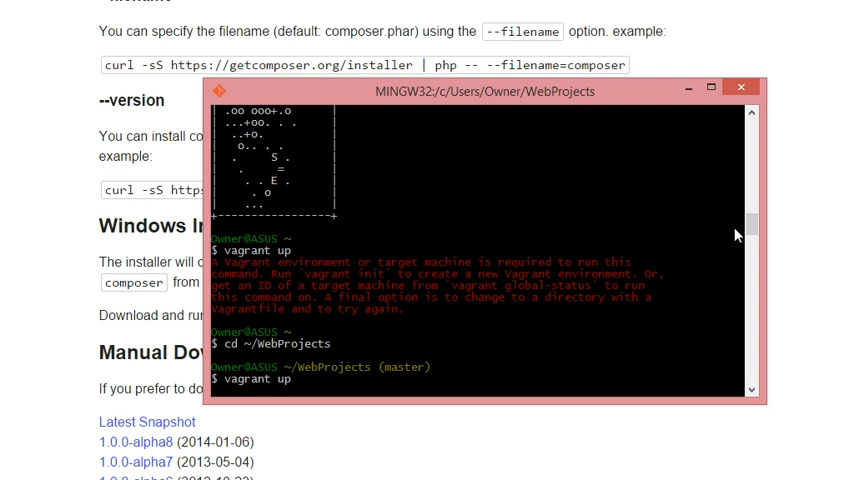 You can specify the filename (default: composer.phar) using the --filename option. example:
curl -sS https://getcomposer.org/installer | php -- --filename=composer
--version
You can install co
example:
curl -sS https
Windows In
The installer will d
composer from
Download and run
Manual Dow
If you prefer to do
Latest Snapshot
1.0.0-alpha8 (2014-01-06)
1.0.0-alpha7 (2013-05-04)
MINGW32:/c/Users/Owner/WebProjects
| .oo ooo+.o      |
| ...+oo. . .     |
|  ..+o.          |
|   o.. . .       |
|  .     S .      |
|   .     =       |
|    . . E .      |
|     . o         |
|    ...          |
+-----------------+
Owner@ASUS ~
$ vagrant up
A Vagrant environment or target machine is required to run this
command. Run `vagrant init` to create a new Vagrant environment. Or,
get an ID of a target machine from `vagrant global-status` to run
this command on. A final option is to change to a directory with a
Vagrantfile and to try again.
Owner@ASUS ~
$ cd ~/WebProjects
Owner@ASUS ~/WebProjects (master)
$ vagrant up